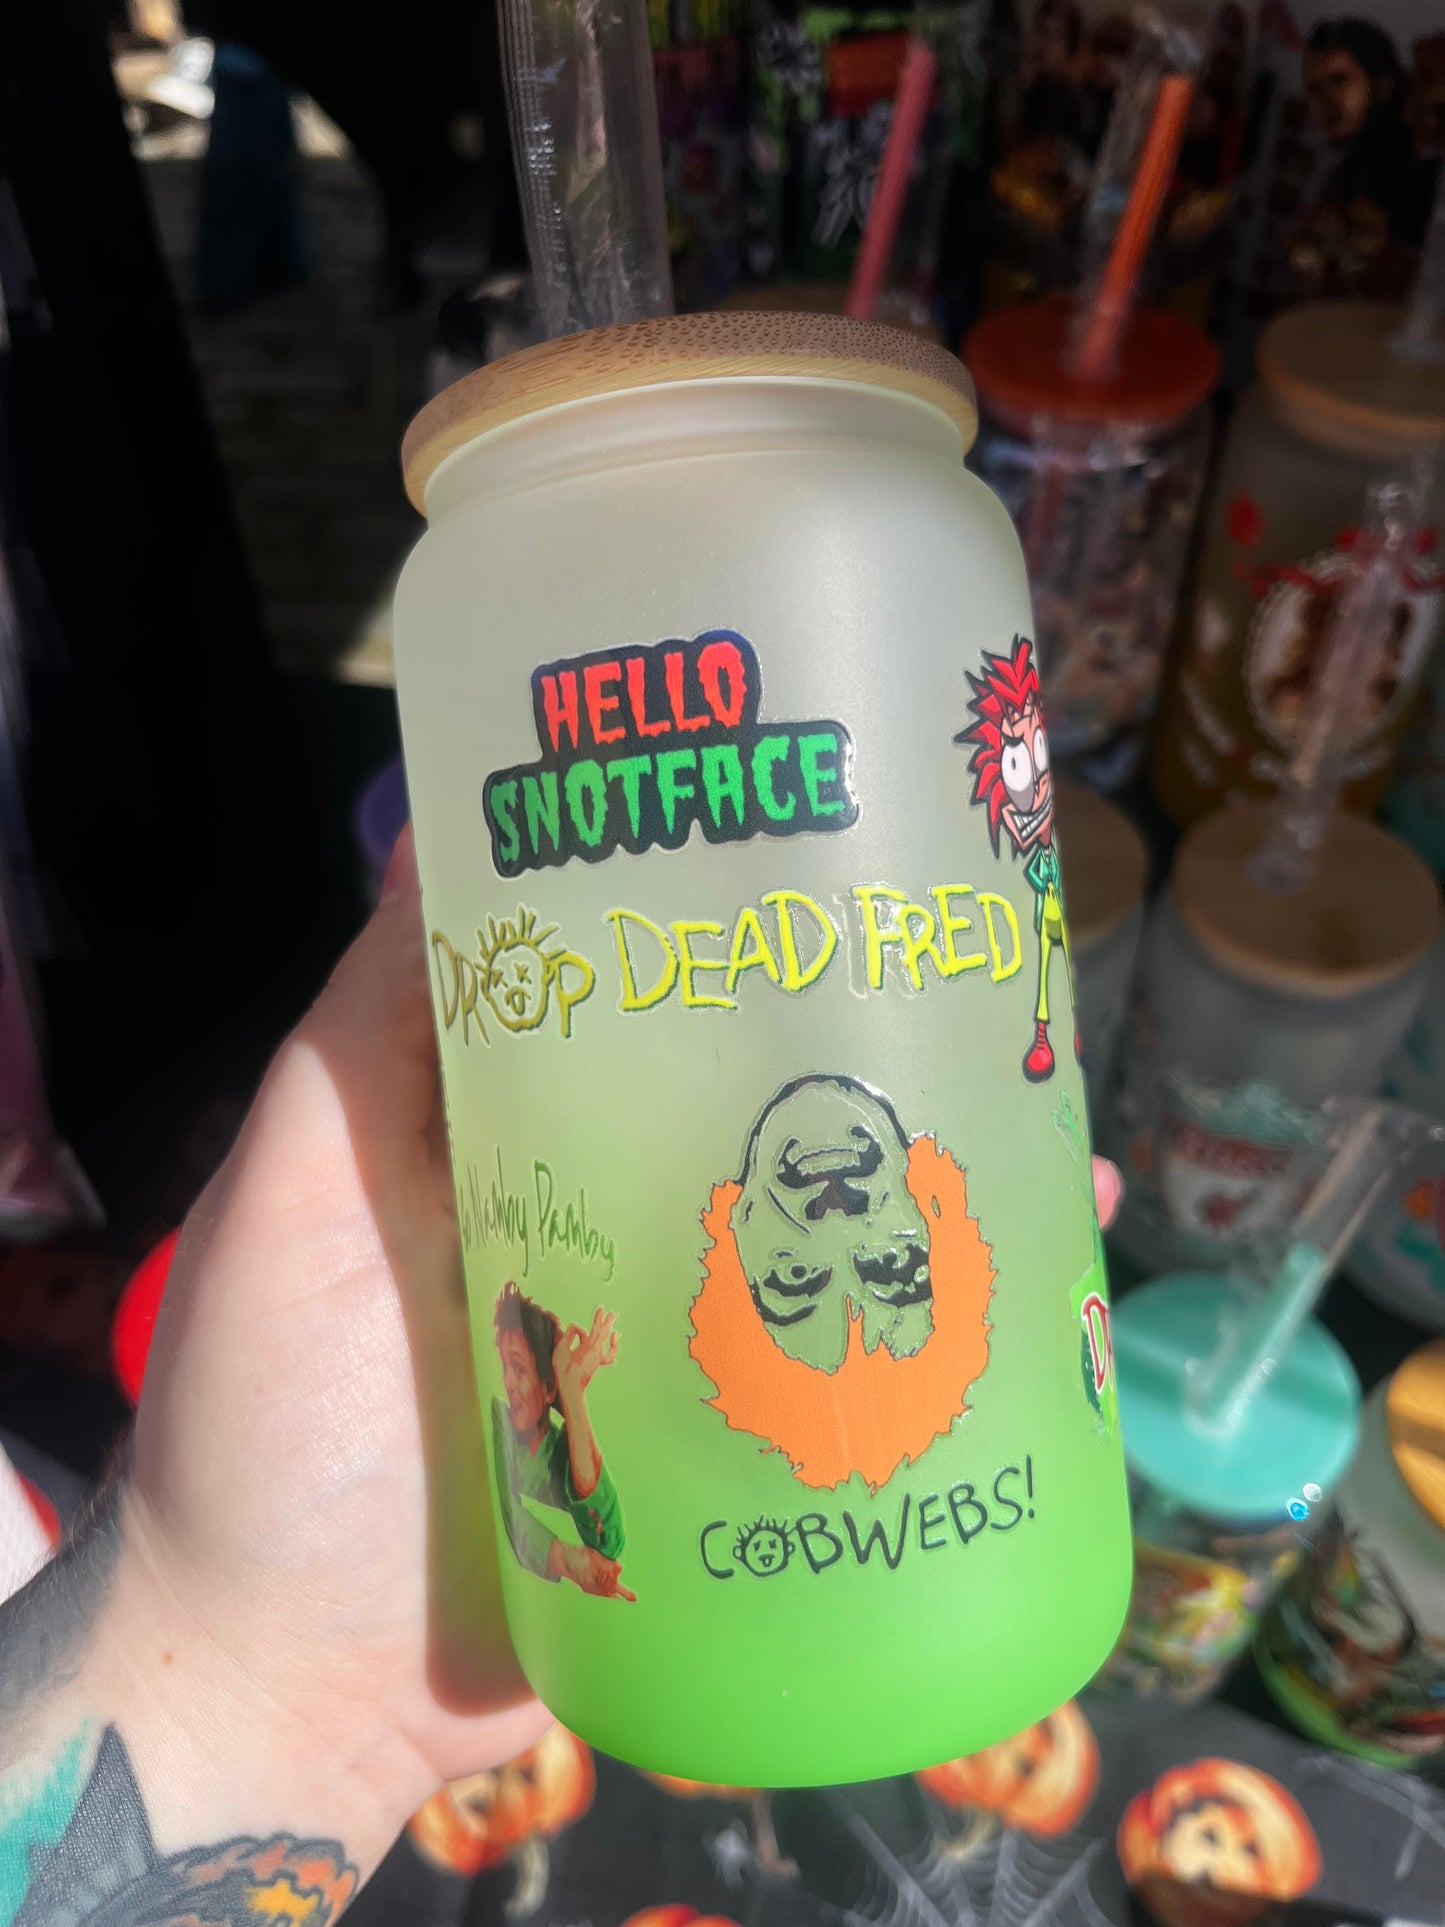 HELLO
SNOTFACE
DROP DEAD FRED
Namby Pamby
COBWEBS!